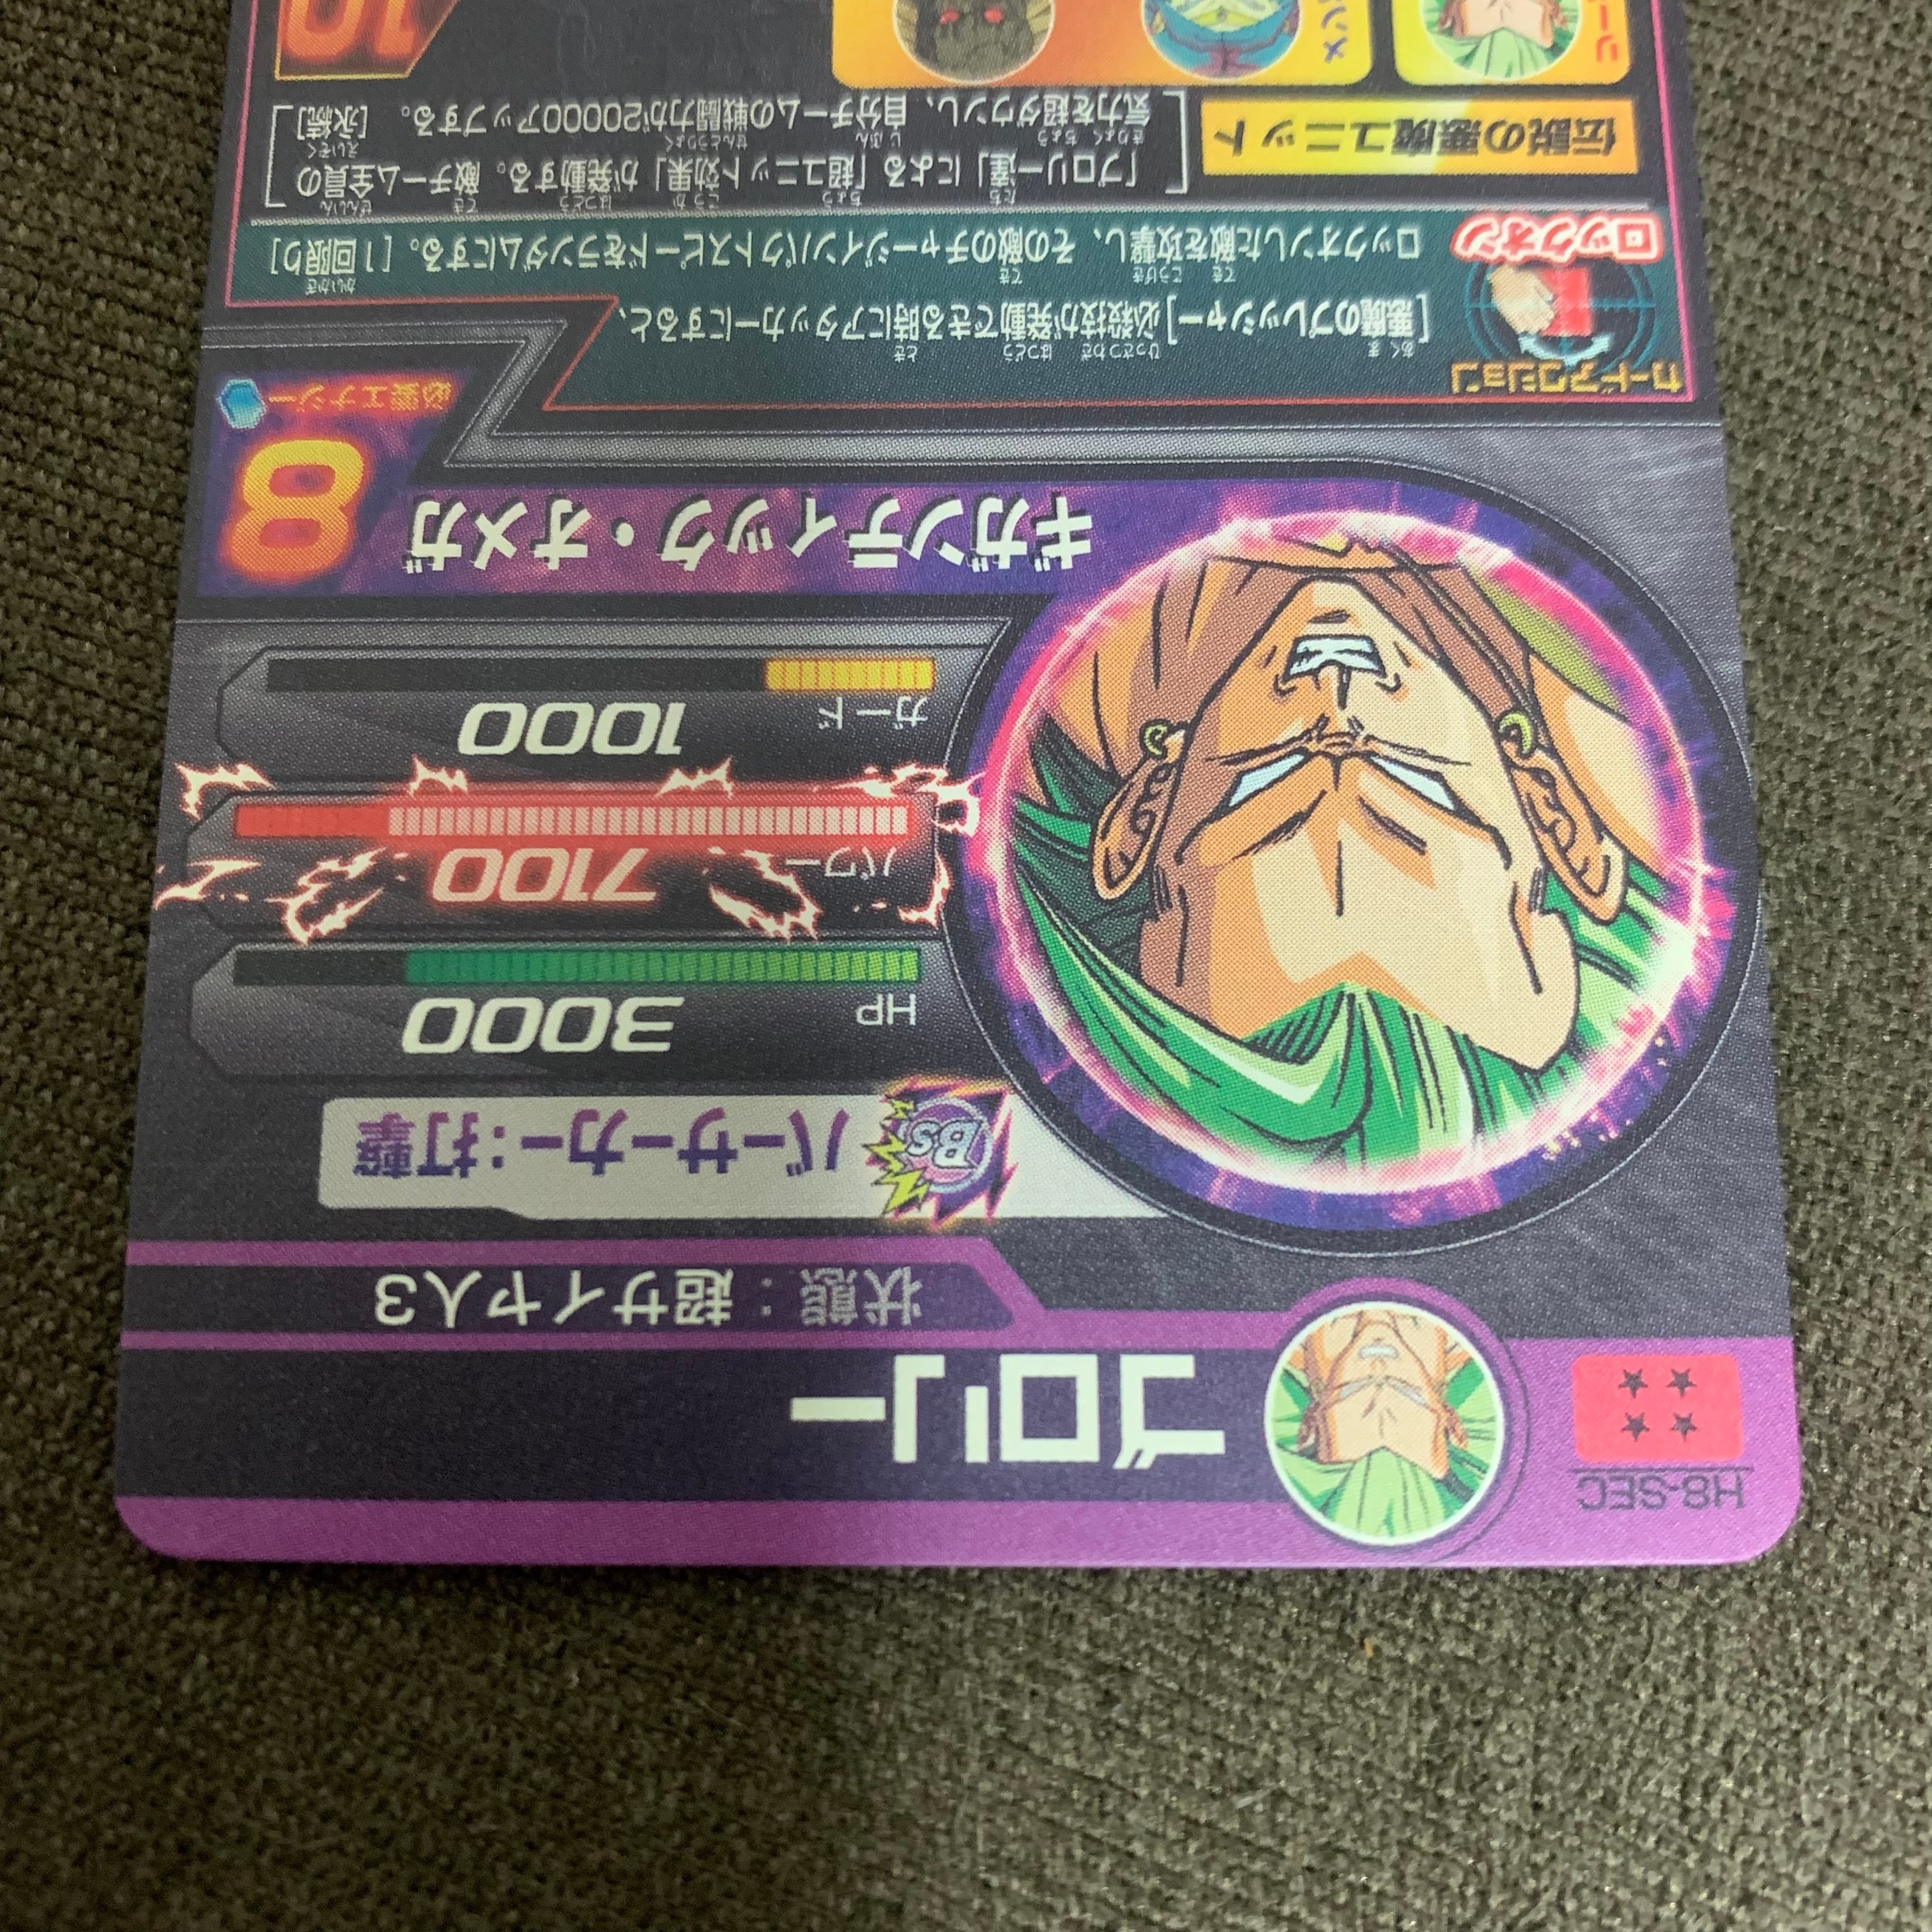 H8-SEC
ブロリー
状態：超サイヤ人3
Bs
バーサーカー：打撃
HP
3000
パワー
7100
ガード
1000
ギガンティック・オメガ
8
必要エナジー
カードアクション
ロックオン
[悪魔のプレッシャー]必殺技が発動できる時にアタッカーにすると、
ロックオンした敵を攻撃し、その敵のチャージインパクトスピードをランダムにする。[1回限り]
伝説の悪魔ユニット
「ブロリー達」による「超ユニット効果」が発動する。敵チーム全員の
気力を超ダウンし、自分チームの戦闘力が20000アップする。[永続]
10